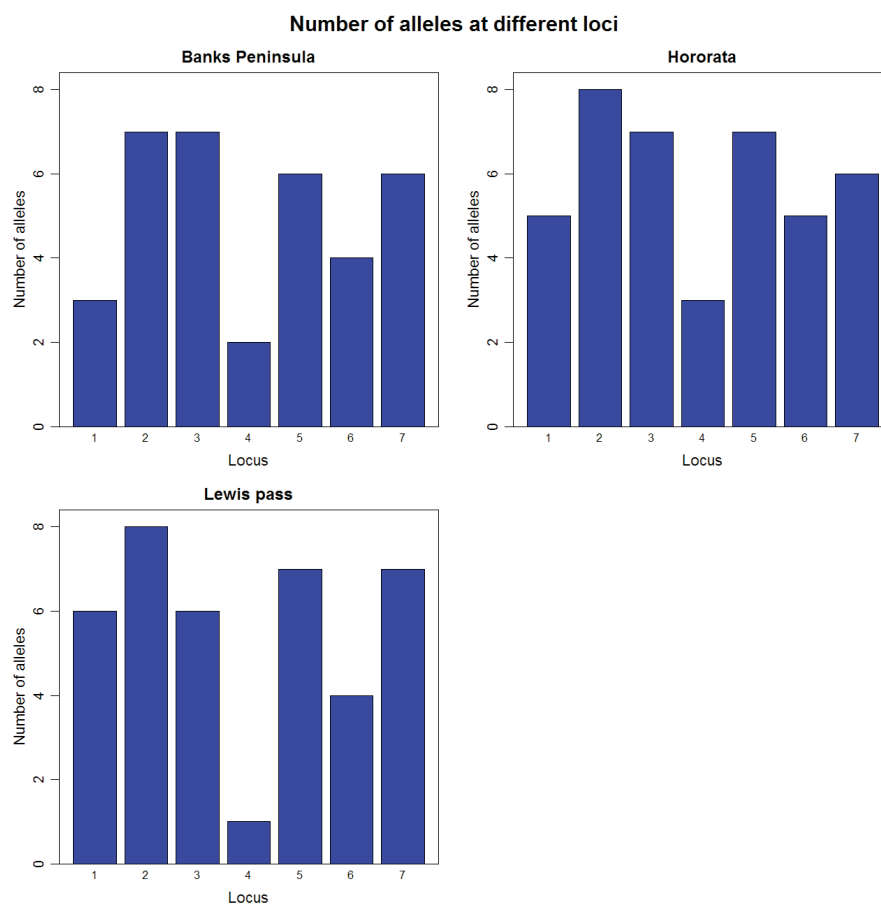 Number of alleles at different loci
Banks Peninsula
Number of alleles
0 2 4 6 8
1 2 3 4 5 6 7
Locus
Hororata
Number of alleles
0 2 4 6 8
1 2 3 4 5 6 7
Locus
Lewis pass
Number of alleles
0 2 4 6 8
1 2 3 4 5 6 7
Locus